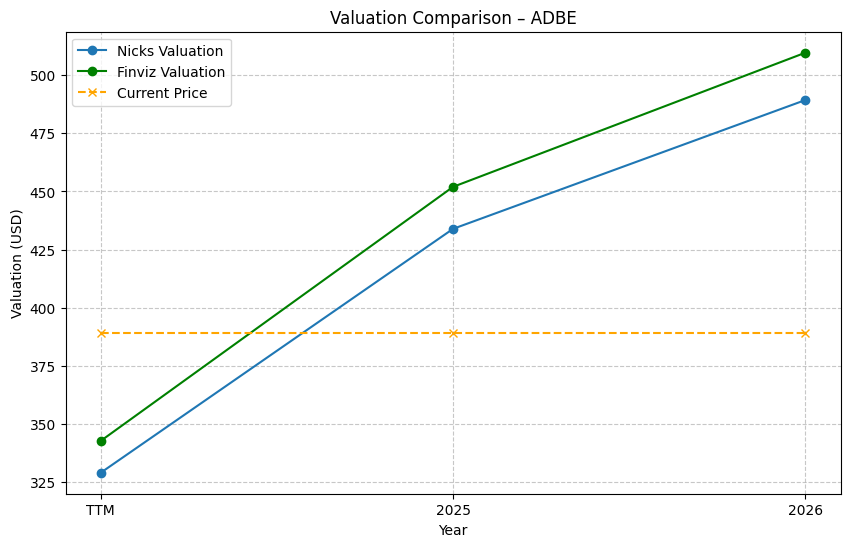 Valuation Comparison – ADBE
Nicks Valuation
Finviz Valuation
Current Price
Valuation (USD)
500
475
450
425
400
375
350
325
TTM
2025
2026
Year